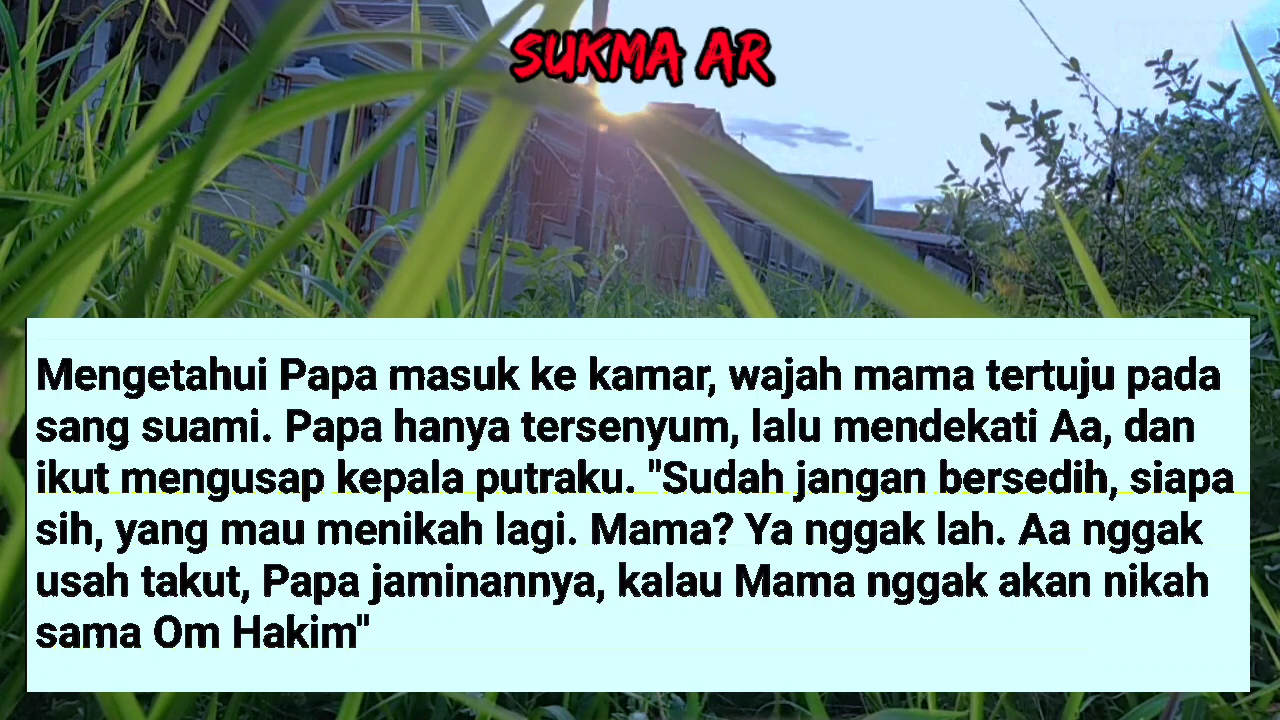 SUKMA AR
Mengetahui Papa masuk ke kamar, wajah mama tertuju pada
sang suami. Papa hanya tersenyum, lalu mendekati Aa, dan
ikut mengusap kepala putraku. "Sudah jangan bersedih, siapa
sih, yang mau menikah lagi. Mama? Ya nggak lah. Aa nggak
usah takut, Papa jaminannya, kalau Mama nggak akan nikah
sama Om Hakim"